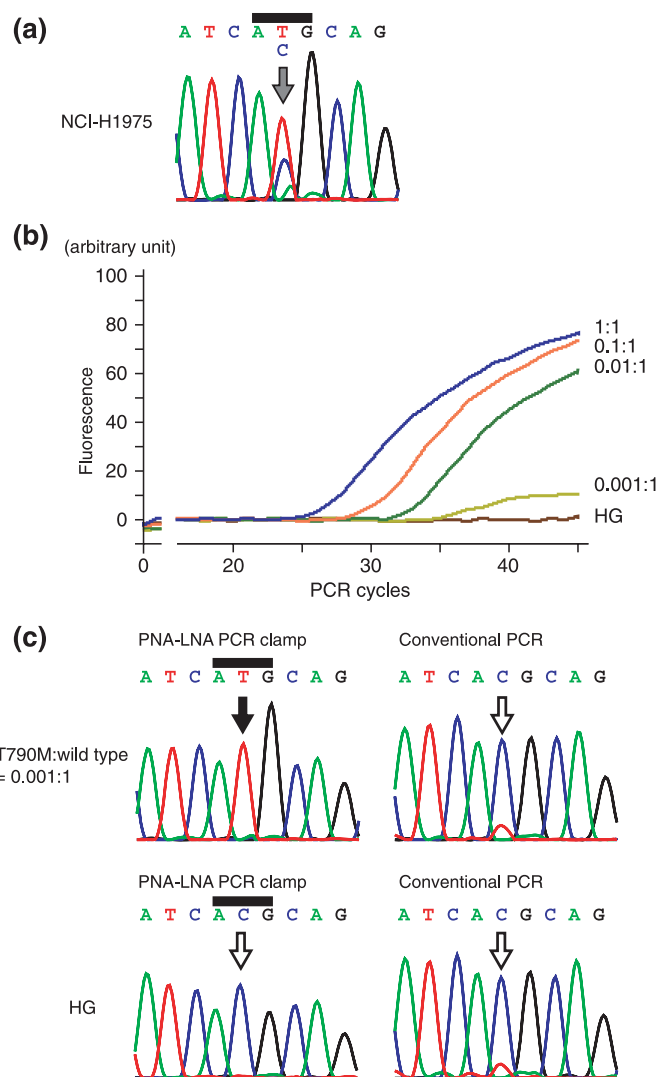 (a)
A T C A T G C A G
C
NCI-H1975
(b)
(arbitrary unit)
Fluorescence
100
80
60
40
20
0
0 20 30 40
PCR cycles
1:1
0.1:1
0.01:1
0.001:1
HG
(c)
PNA-LNA PCR clamp
A T C A T G C A G
Conventional PCR
A T C A C G C A G
T790M:wild type
= 0.001:1
PNA-LNA PCR clamp
A T C A C G C A G
Conventional PCR
A T C A C G C A G
HG